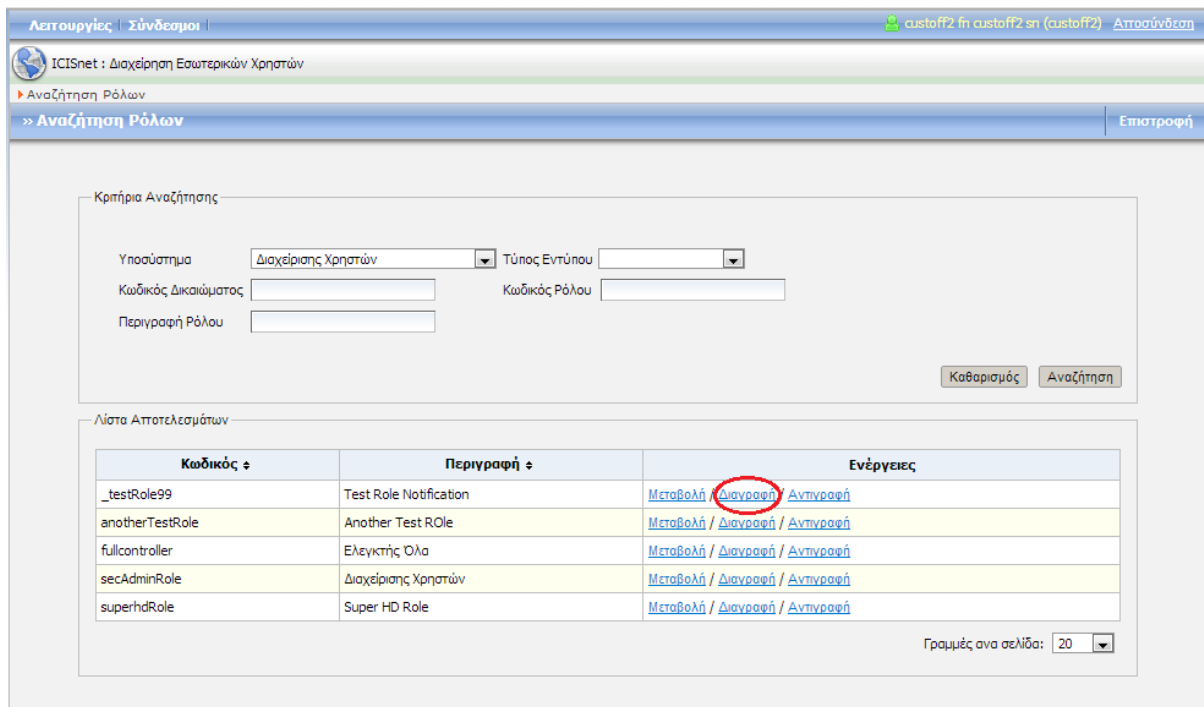 Λειτουργίες | Σύνδεσμοι | custoff2 fn custoff2 sn (custoff2) Αποσύνδεση
ICISnet : Διαχείρηση Εσωτερικών Χρηστών
Αναζήτηση Ρόλων
» Αναζήτηση Ρόλων Επιστροφή
Κριτήρια Αναζήτησης
Υποσύστημα Διαχείρισης Χρηστών Τύπος Εντύπου
Κωδικός Δικαιώματος Κωδικός Ρόλου
Περιγραφή Ρόλου
Καθαρισμός Αναζήτηση
Λίστα Αποτελεσμάτων
Κωδικός Περιγραφή Ενέργειες
_testRole99 Test Role Notification Μεταβολή / Διαγραφή / Αντιγραφή
anotherTestRole Another Test ROle Μεταβολή / Διαγραφή / Αντιγραφή
fullcontroller Ελεγκτής Όλα Μεταβολή / Διαγραφή / Αντιγραφή
secAdminRole Διαχείρισης Χρηστών Μεταβολή / Διαγραφή / Αντιγραφή
superhdRole Super HD Role Μεταβολή / Διαγραφή / Αντιγραφή
Γραμμές ανα σελίδα: 20